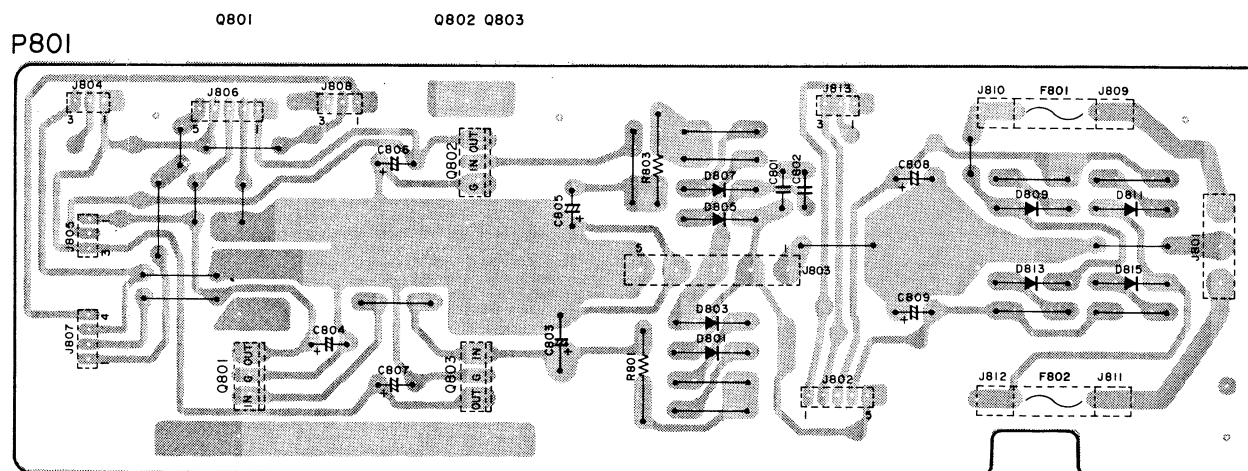 Q801 Q802 Q803
P801
J804
3 1
J806
5 1
J808
3 1
C806
Q802
G IN OUT
R803
D807
D805
C801
C802
J813
3 1
C808
J810 F801 J809
D809
D811
J805
1 3
C805
5 1
J803
J801
D813
D815
J807
4 1
C804
Q801
IN G OUT
C807
Q803
OUT G IN
C803
R801
D803
D801
C809
J802
1 5
J812 F802 J811